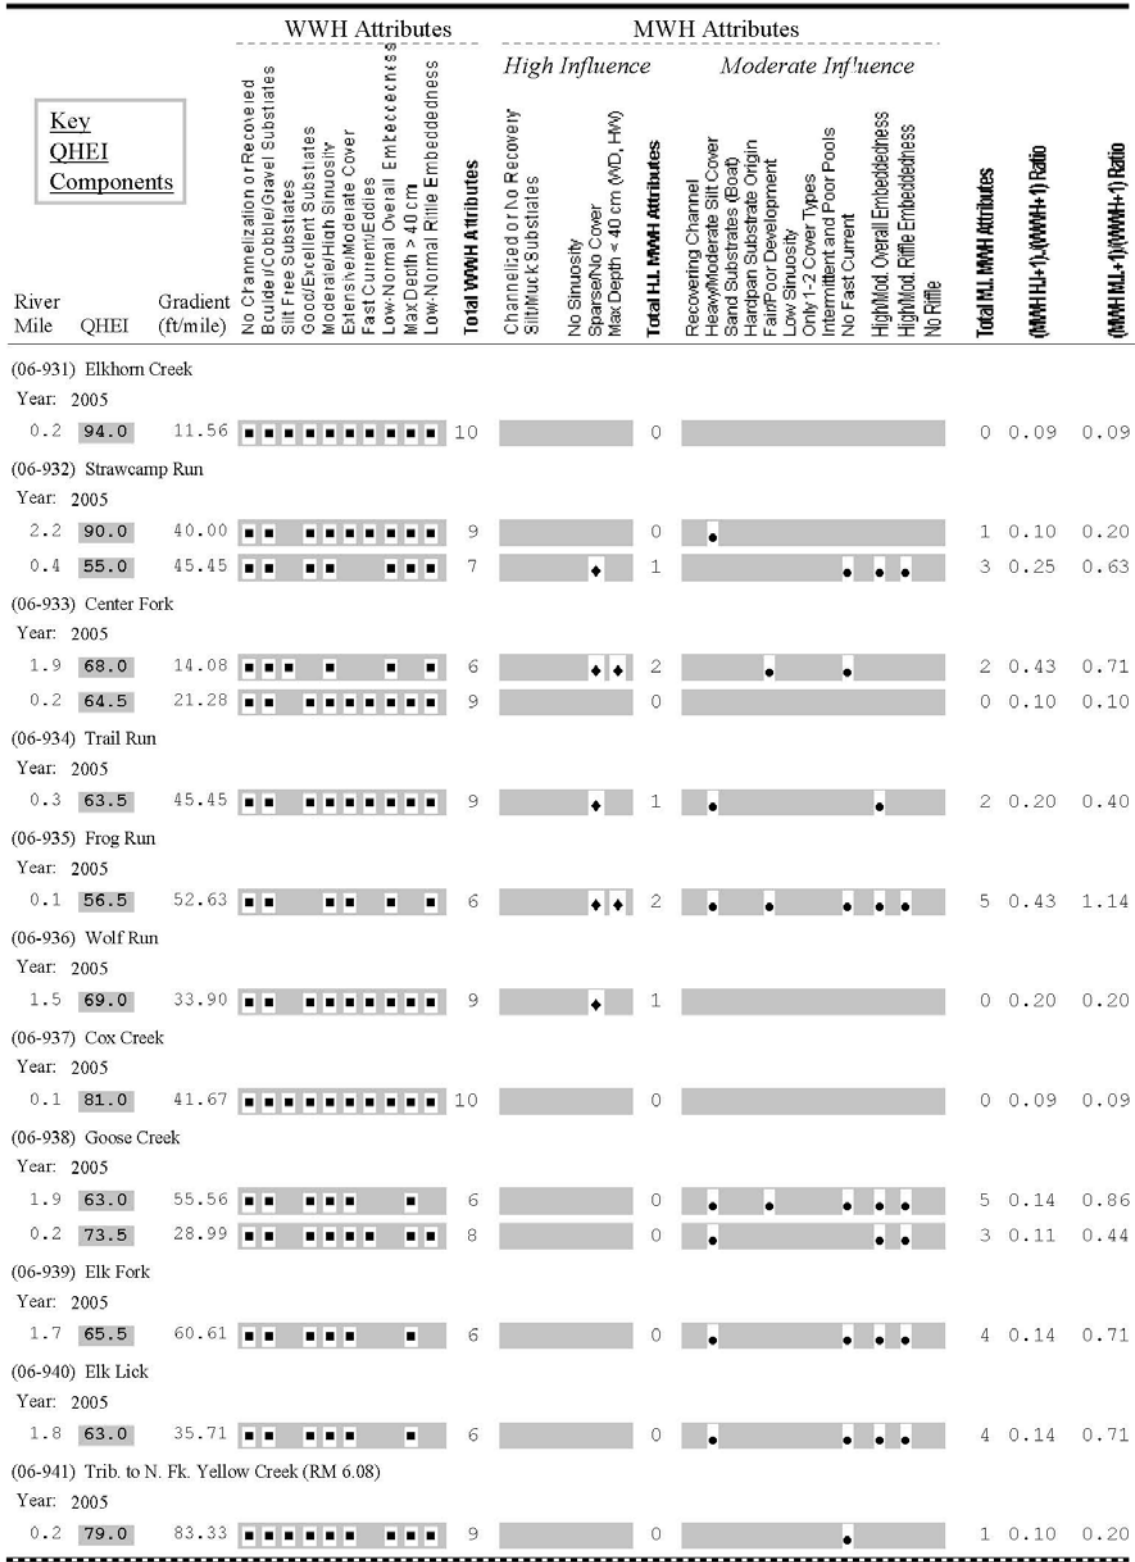 WWH Attributes
MWH Attributes
High Influence
Moderate Influence
Key
QHEI
Components
River
Mile
QHEI
Gradient
(ft/mile)
No Channelization or Recovered
Boulder/Cobble/Gravel Substrates
Silt Free Substrates
Good/Excellent Substrates
Moderate/High Sinuosity
Extensive/Moderate Cover
Fast Current/Eddies
Low-Normal Overall Embeddedness
Max Depth > 40 cm
Low-Normal Riffle Embeddedness
Total WWH Attributes
Channelized or No Recovery
Silt/Muck Substrates
No Sinuosity
Sparse/No Cover
Max Depth < 40 cm (WD, HW)
Total H.I. MWH Attributes
Recovering Channel
Heavy/Moderate Silt Cover
Sand Substrates (Boat)
Hardpan Substrate Origin
Fair/Poor Development
Low Sinuosity
Only 1-2 Cover Types
Intermittent and Poor Pools
No Fast Current
High/Mod. Overall Embeddedness
High/Mod. Riffle Embeddedness
No Riffle
Total M.I. MWH Attributes
(MWH H.I.+1)/(WWH+1) Ratio
(MWH M.I.+1)/(WWH+1) Ratio
(06-931) Elkhorn Creek
Year: 2005
0.2 94.0 11.56 ■ ■ ■ ■ ■ ■ ■ ■ ■ ■ 10 0 0 0.09 0.09
(06-932) Strawcamp Run
Year: 2005
2.2 90.0 40.00 ■ ■ ■ ■ ■ ■ ■ ■ ■ 9 0 ● 1 0.10 0.20
0.4 55.0 45.45 ■ ■ ■ ■ ■ ■ ■ 7 ♦ 1 ● ● ● 3 0.25 0.63
(06-933) Center Fork
Year: 2005
1.9 68.0 14.08 ■ ■ ■ ■ ■ ■ 6 ♦ ♦ 2 ● ● 2 0.43 0.71
0.2 64.5 21.28 ■ ■ ■ ■ ■ ■ ■ ■ ■ 9 0 0 0.10 0.10
(06-934) Trail Run
Year: 2005
0.3 63.5 45.45 ■ ■ ■ ■ ■ ■ ■ ■ ■ 9 ♦ 1 ● ● 2 0.20 0.40
(06-935) Frog Run
Year: 2005
0.1 56.5 52.63 ■ ■ ■ ■ ■ ■ 6 ♦ ♦ 2 ● ● ● ● ● 5 0.43 1.14
(06-936) Wolf Run
Year: 2005
1.5 69.0 33.90 ■ ■ ■ ■ ■ ■ ■ ■ ■ 9 ♦ 1 0 0.20 0.20
(06-937) Cox Creek
Year: 2005
0.1 81.0 41.67 ■ ■ ■ ■ ■ ■ ■ ■ ■ ■ 10 0 0 0.09 0.09
(06-938) Goose Creek
Year: 2005
1.9 63.0 55.56 ■ ■ ■ ■ ■ ■ 6 0 ● ● ● ● ● 5 0.14 0.86
0.2 73.5 28.99 ■ ■ ■ ■ ■ ■ ■ ■ 8 0 ● ● ● 3 0.11 0.44
(06-939) Elk Fork
Year: 2005
1.7 65.5 60.61 ■ ■ ■ ■ ■ ■ 6 0 ● ● ● ● 4 0.14 0.71
(06-940) Elk Lick
Year: 2005
1.8 63.0 35.71 ■ ■ ■ ■ ■ ■ 6 0 ● ● ● ● 4 0.14 0.71
(06-941) Trib. to N. Fk. Yellow Creek (RM 6.08)
Year: 2005
0.2 79.0 83.33 ■ ■ ■ ■ ■ ■ ■ ■ ■ 9 0 ● 1 0.10 0.20